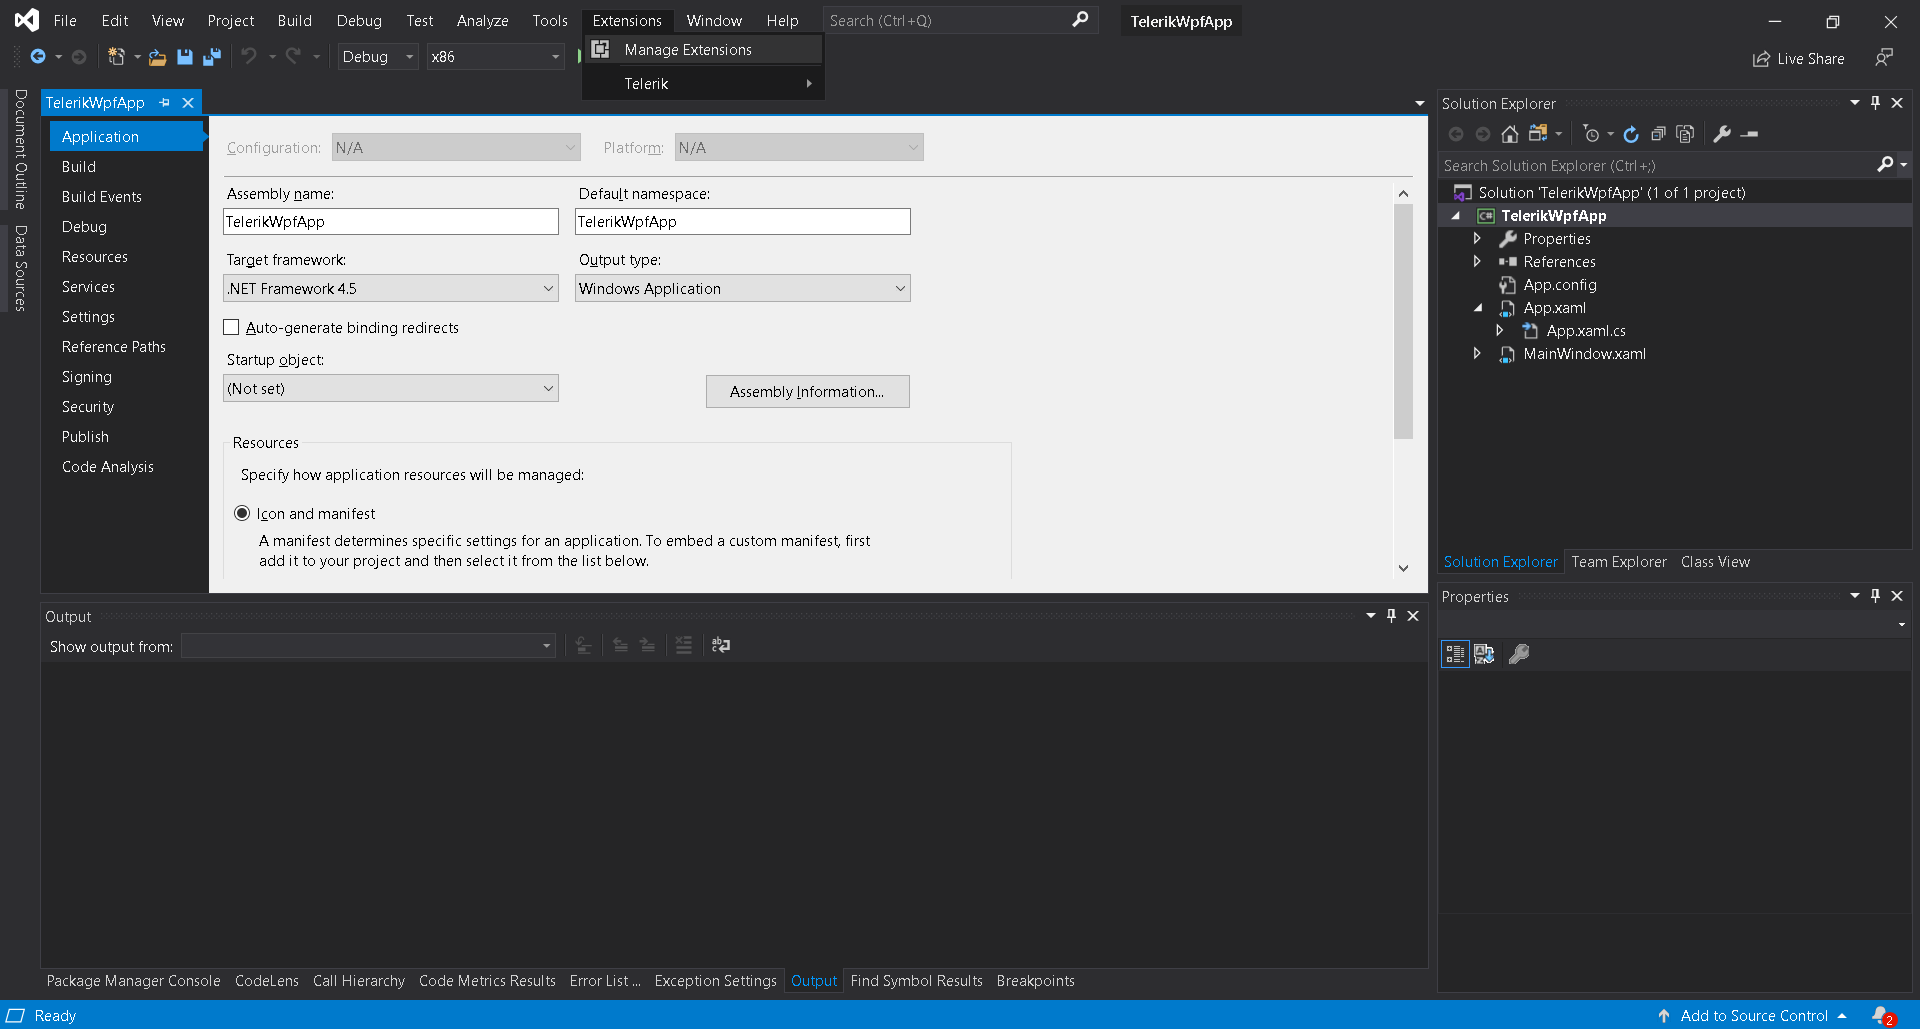 File Edit View Project Build Debug Test Analyze Tools Extensions Window Help Search (Ctrl+Q) TelerikWpfApp
Debug x86 Live Share
Manage Extensions
Telerik
Document Outline
Data Sources
TelerikWpfApp
Application
Build
Build Events
Debug
Resources
Services
Settings
Reference Paths
Signing
Security
Publish
Code Analysis
Configuration: N/A Platform: N/A
Assembly name: Default namespace:
TelerikWpfApp TelerikWpfApp
Target framework: Output type:
.NET Framework 4.5 Windows Application
Auto-generate binding redirects
Startup object:
(Not set) Assembly Information...
Resources
Specify how application resources will be managed:
Icon and manifest
A manifest determines specific settings for an application. To embed a custom manifest, first
add it to your project and then select it from the list below.
Solution Explorer
Search Solution Explorer (Ctrl+;)
Solution 'TelerikWpfApp' (1 of 1 project)
C# TelerikWpfApp
Properties
References
App.config
App.xaml
App.xaml.cs
MainWindow.xaml
Solution Explorer Team Explorer Class View
Properties
Output
Show output from:
Package Manager Console CodeLens Call Hierarchy Code Metrics Results Error List ... Exception Settings Output Find Symbol Results Breakpoints
Ready Add to Source Control 2